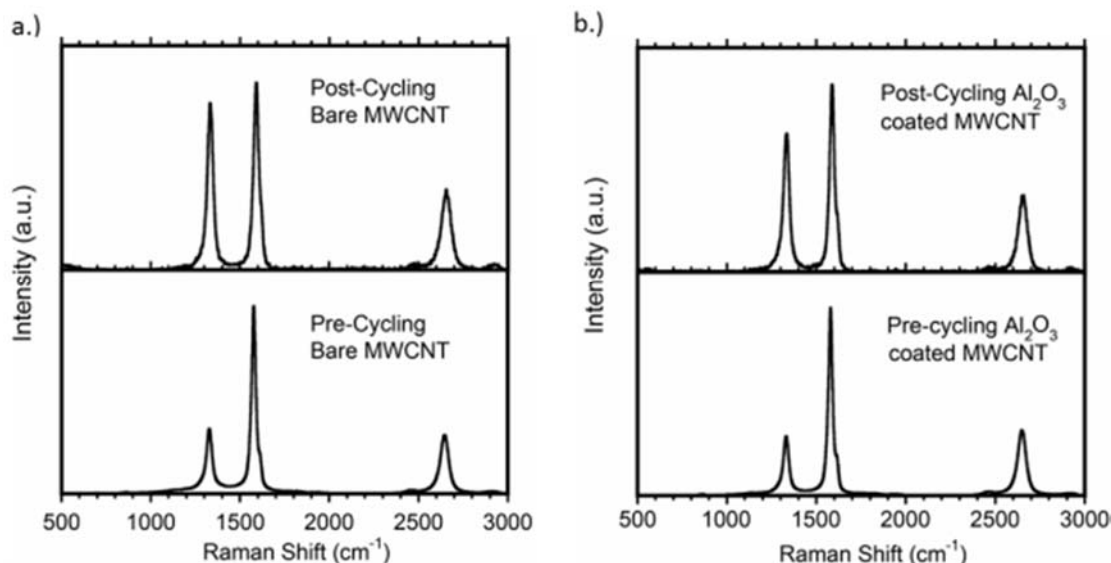 a.)
Post-Cycling
Bare MWCNT
Pre-Cycling
Bare MWCNT
Intensity (a.u.)
500 1000 1500 2000 2500 3000
Raman Shift (cm⁻¹)
b.)
Post-Cycling Al₂O₃
coated MWCNT
Pre-cycling Al₂O₃
coated MWCNT
Intensity (a.u.)
500 1000 1500 2000 2500 3000
Raman Shift (cm⁻¹)